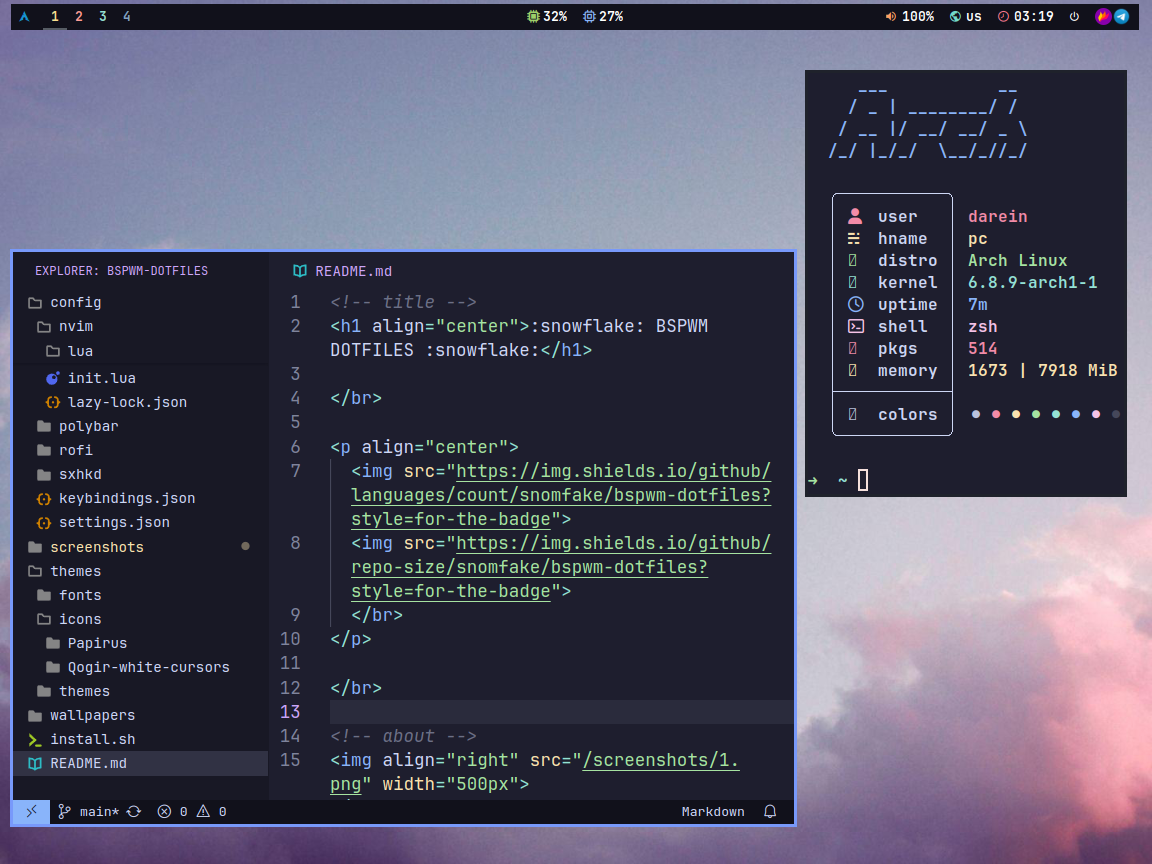 1 2 3 4
32% 27%
100% us 03:19
user darein
hname pc
distro Arch Linux
kernel 6.8.9-arch1-1
uptime 7m
shell zsh
pkgs 514
memory 1673 | 7918 MiB
colors
→ ~
EXPLORER: BSPWM-DOTFILES
config
nvim
lua
init.lua
lazy-lock.json
polybar
rofi
sxhkd
keybindings.json
settings.json
screenshots
themes
fonts
icons
Papirus
Qogir-white-cursors
themes
wallpapers
install.sh
README.md
README.md
1 <!-- title -->
2 <h1 align="center">:snowflake: BSPWM
DOTFILES :snowflake:</h1>
3
4 </br>
5
6 <p align="center">
7 <img src="https://img.shields.io/github/
languages/count/snomfake/bspwm-dotfiles?
style=for-the-badge">
8 <img src="https://img.shields.io/github/
repo-size/snomfake/bspwm-dotfiles?
style=for-the-badge">
9 </br>
10 </p>
11
12 </br>
13
14 <!-- about -->
15 <img align="right" src="/screenshots/1.
png" width="500px">
main* 0 0 Markdown